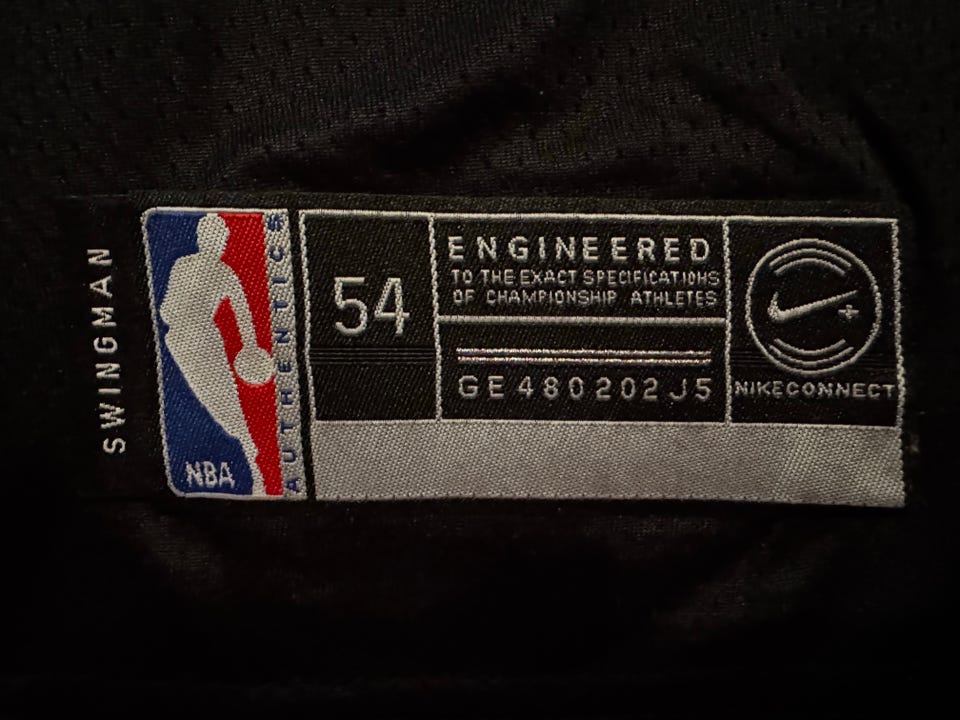 SWINGMAN
NBA
AUTHENTICS
54
ENGINEERED
TO THE EXACT SPECIFICATIONS
OF CHAMPIONSHIP ATHLETES
GE480202J5
NIKECONNECT